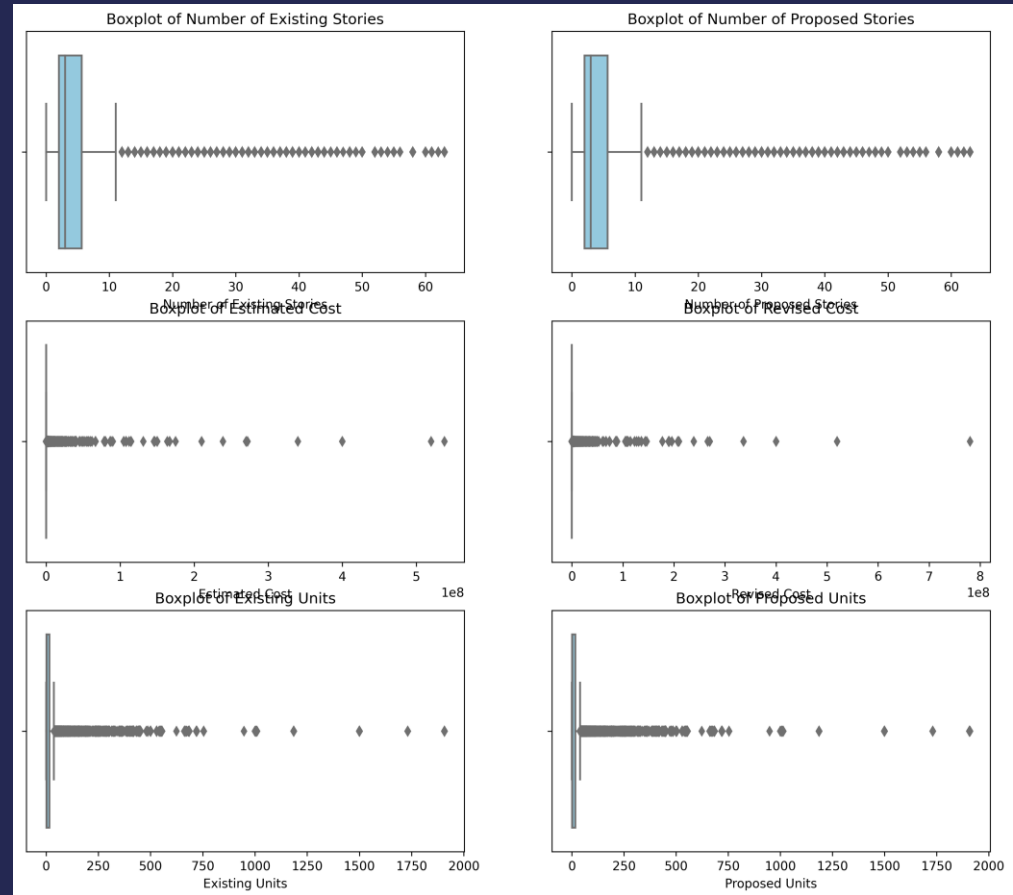 Boxplot of Number of Existing Stories
0 10 20 30 40 50 60
Number of Existing Stories
Boxplot of Number of Proposed Stories
0 10 20 30 40 50 60
Number of Proposed Stories
Boxplot of Estimated Cost
0 1 2 3 4 5
1e8
Estimated Cost
Boxplot of Revised Cost
0 1 2 3 4 5 6 7 8
1e8
Revised Cost
Boxplot of Existing Units
0 250 500 750 1000 1250 1500 1750 2000
Existing Units
Boxplot of Proposed Units
0 250 500 750 1000 1250 1500 1750 2000
Proposed Units